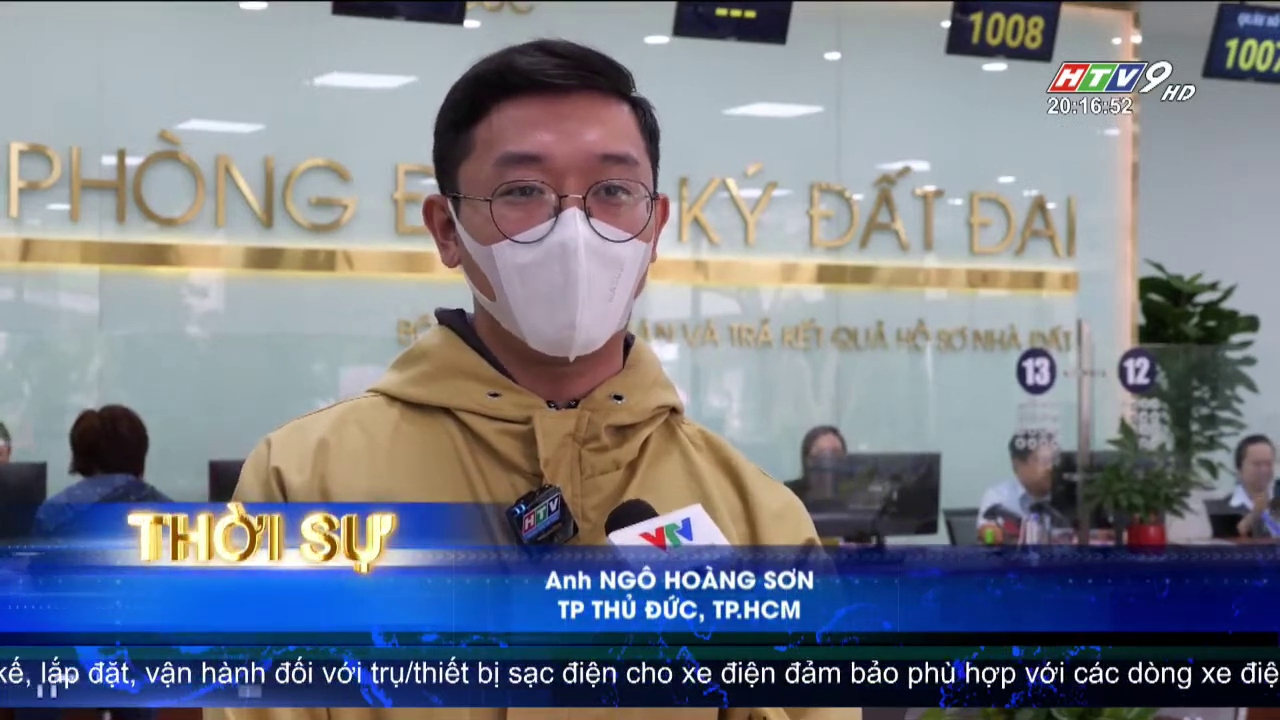 1008
HTV9 HD
20:16:52
1007
PHÒNG KÝ ĐẤT ĐAI
VÀ TRẢ KẾT QUẢ HỒ SƠ NHÀ ĐẤT
13
12
HTV
VTV
THỜI SỰ
Anh NGÔ HOÀNG SƠN
TP THỦ ĐỨC, TP.HCM
kế, lắp đặt, vận hành đối với trụ/thiết bị sạc điện cho xe điện đảm bảo phù hợp với các dòng xe điệ